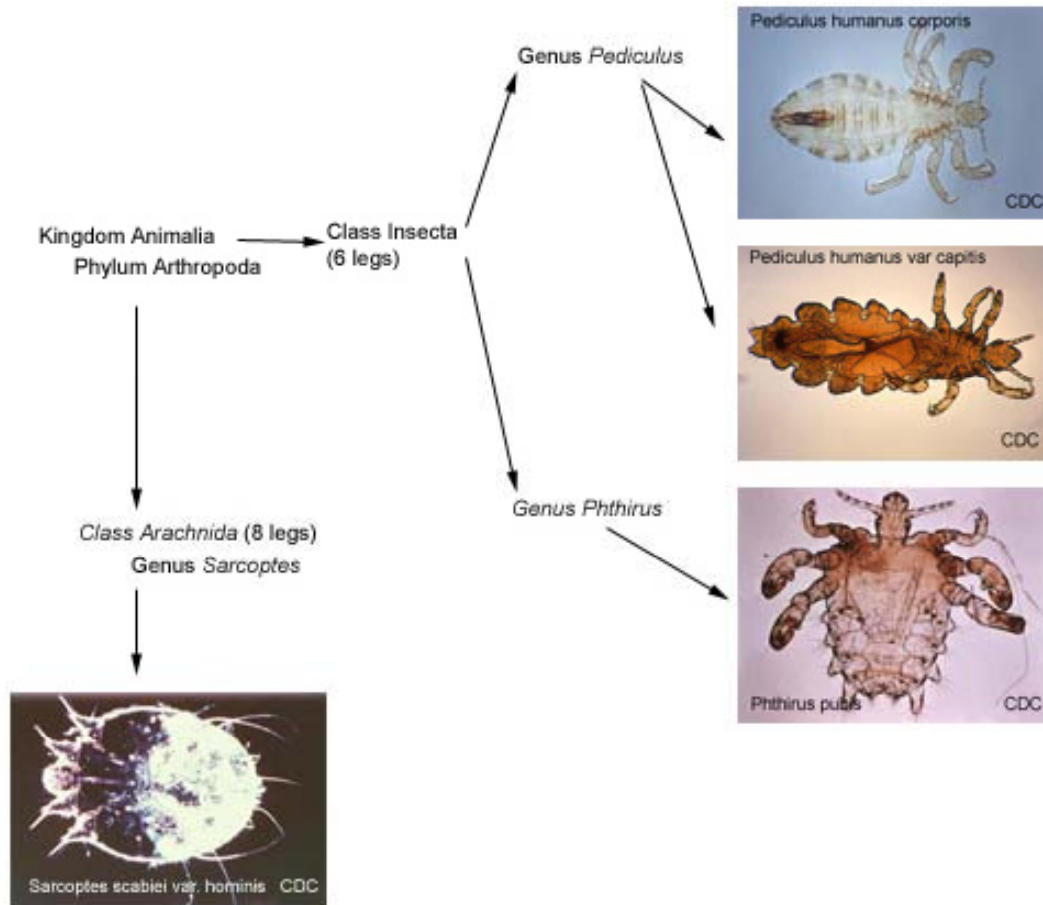 Pediculus humanus corporis
Genus Pediculus
CDC
Kingdom Animalia
Phylum Arthropoda
Class Insecta
(6 legs)
Pediculus humanus var capitis
CDC
Genus Phthirus
Phthirus pubis
CDC
Class Arachnida (8 legs)
Genus Sarcoptes
Sarcoptes scabiei var. hominis CDC